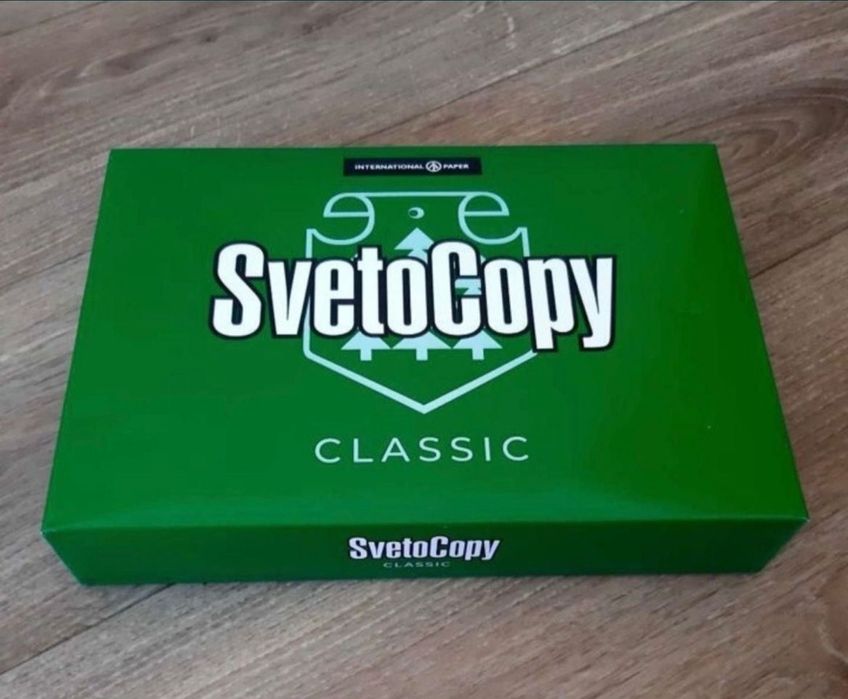 INTERNATIONAL PAPER
SvetoCopy
CLASSIC
SvetoCopy
CLASSIC